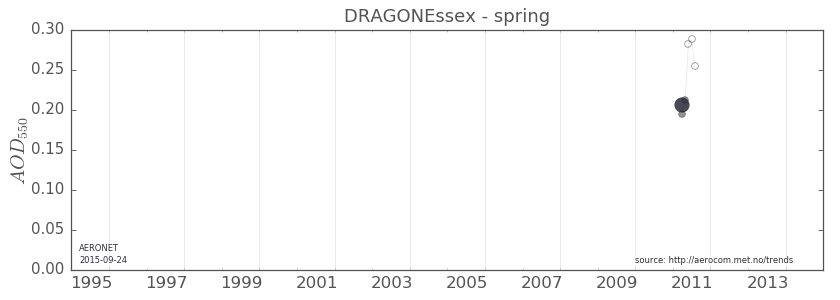 DRAGONEssex - spring
0.30
0.25
0.20
0.15
0.10
0.05
0.00
AOD550
AERONET
2015-09-24
source: http://aerocom.met.no/trends
1995 1997 1999 2001 2003 2005 2007 2009 2011 2013